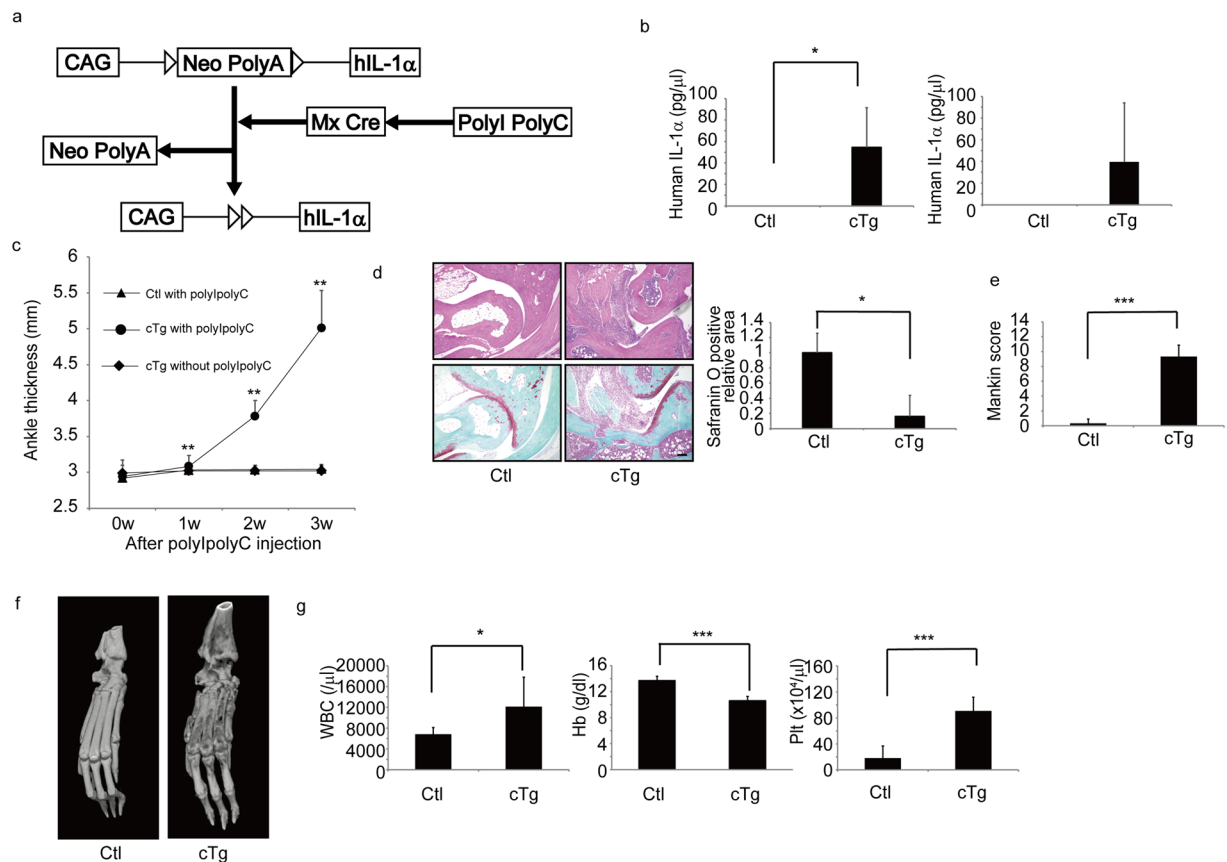 a
CAG
Neo PolyA
hIL-1α
Mx Cre
PolyI PolyC
Neo PolyA
CAG
hIL-1α
b
*
Human IL-1α (pg/µl)
100
80
60
40
20
0
Ctl
cTg
Human IL-1α (pg/µl)
100
80
60
40
20
0
Ctl
cTg
c
Ankle thickness (mm)
6
5.5
5
4.5
4
3.5
3
2.5
Ctl with polyIpolyC
cTg with polyIpolyC
cTg without polyIpolyC
**
**
**
0w
1w
2w
3w
After polyIpolyC injection
d
Ctl
cTg
*
Safranin O positive
relative area
1.4
1.2
1.0
0.8
0.6
0.4
0.2
0
Ctl
cTg
e
***
Mankin score
14
12
10
8
6
4
2
0
Ctl
cTg
f
Ctl
cTg
g
*
WBC (/µl)
20000
16000
12000
8000
4000
0
Ctl
cTg
***
Hb (g/dl)
16
12
8
4
0
Ctl
cTg
***
Plt (x10⁴/µl)
160
120
80
40
0
Ctl
cTg